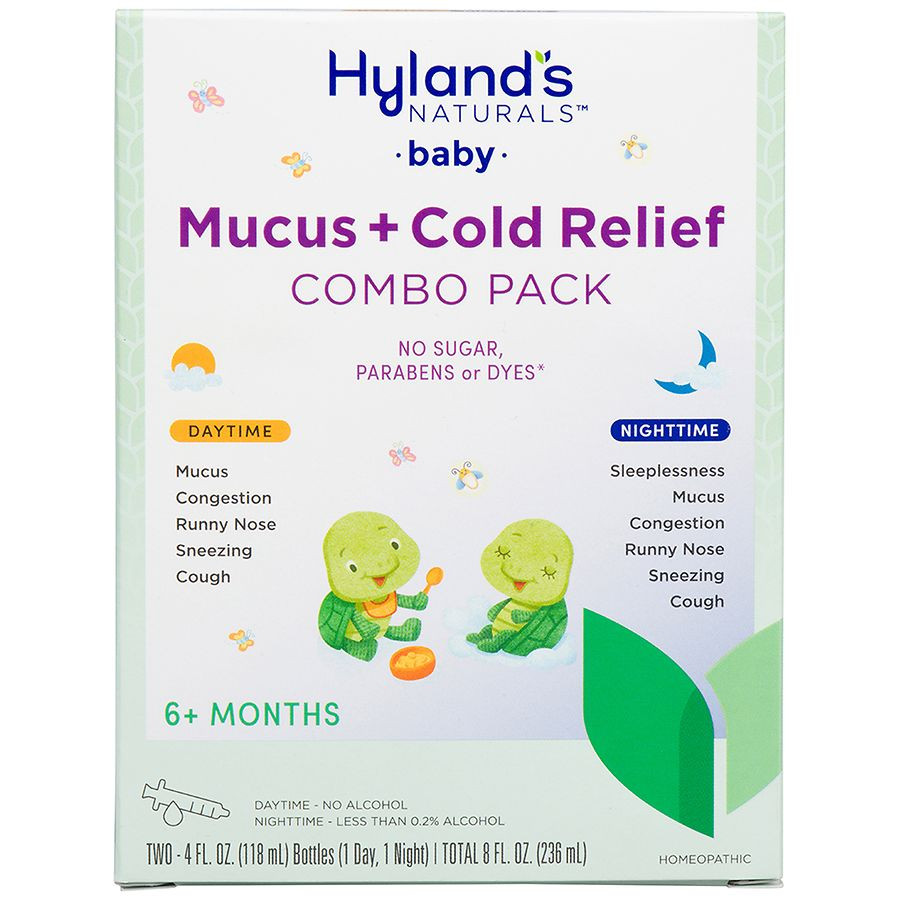 Hyland's
NATURALS™
·baby·
Mucus + Cold Relief
COMBO PACK
NO SUGAR,
PARABENS or DYES*
DAYTIME
Mucus
Congestion
Runny Nose
Sneezing
Cough
NIGHTTIME
Sleeplessness
Mucus
Congestion
Runny Nose
Sneezing
Cough
6+ MONTHS
DAYTIME - NO ALCOHOL
NIGHTTIME - LESS THAN 0.2% ALCOHOL
TWO - 4 FL. OZ. (118 mL) Bottles (1 Day, 1 Night) | TOTAL 8 FL. OZ. (236 mL)
HOMEOPATHIC